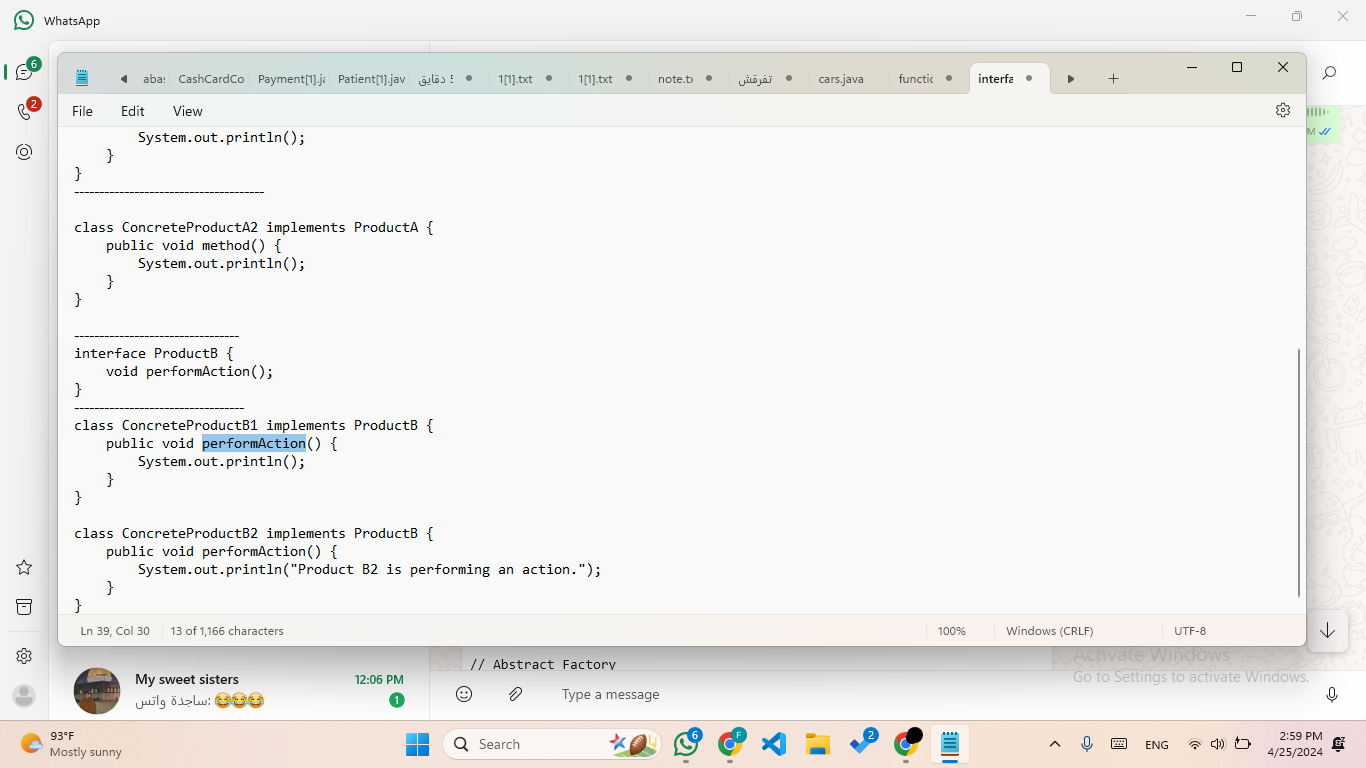 WhatsApp
6
2
abas
CashCardCo
Payment[1].ja
Patient[1].jav
5 دقايق
1[1].txt
1[1].txt
note.tx
تفرقش
cars.java
functic
interfa
File
Edit
View
System.out.println();
}
}
--------------------------------------
class ConcreteProductA2 implements ProductA {
public void method() {
System.out.println();
}
}
---------------------------------
interface ProductB {
void performAction();
}
----------------------------------
class ConcreteProductB1 implements ProductB {
public void performAction() {
System.out.println();
}
}
class ConcreteProductB2 implements ProductB {
public void performAction() {
System.out.println("Product B2 is performing an action.");
}
}
Ln 39, Col 30
13 of 1,166 characters
100%
Windows (CRLF)
UTF-8
M
// Abstract Factory
Activate Windows
Go to Settings to activate Windows.
My sweet sisters
12:06 PM
ساجدة واتس: 😂😂😂
1
Type a message
93°F
Mostly sunny
Search
6
F
2
ENG
2:59 PM
4/25/2024